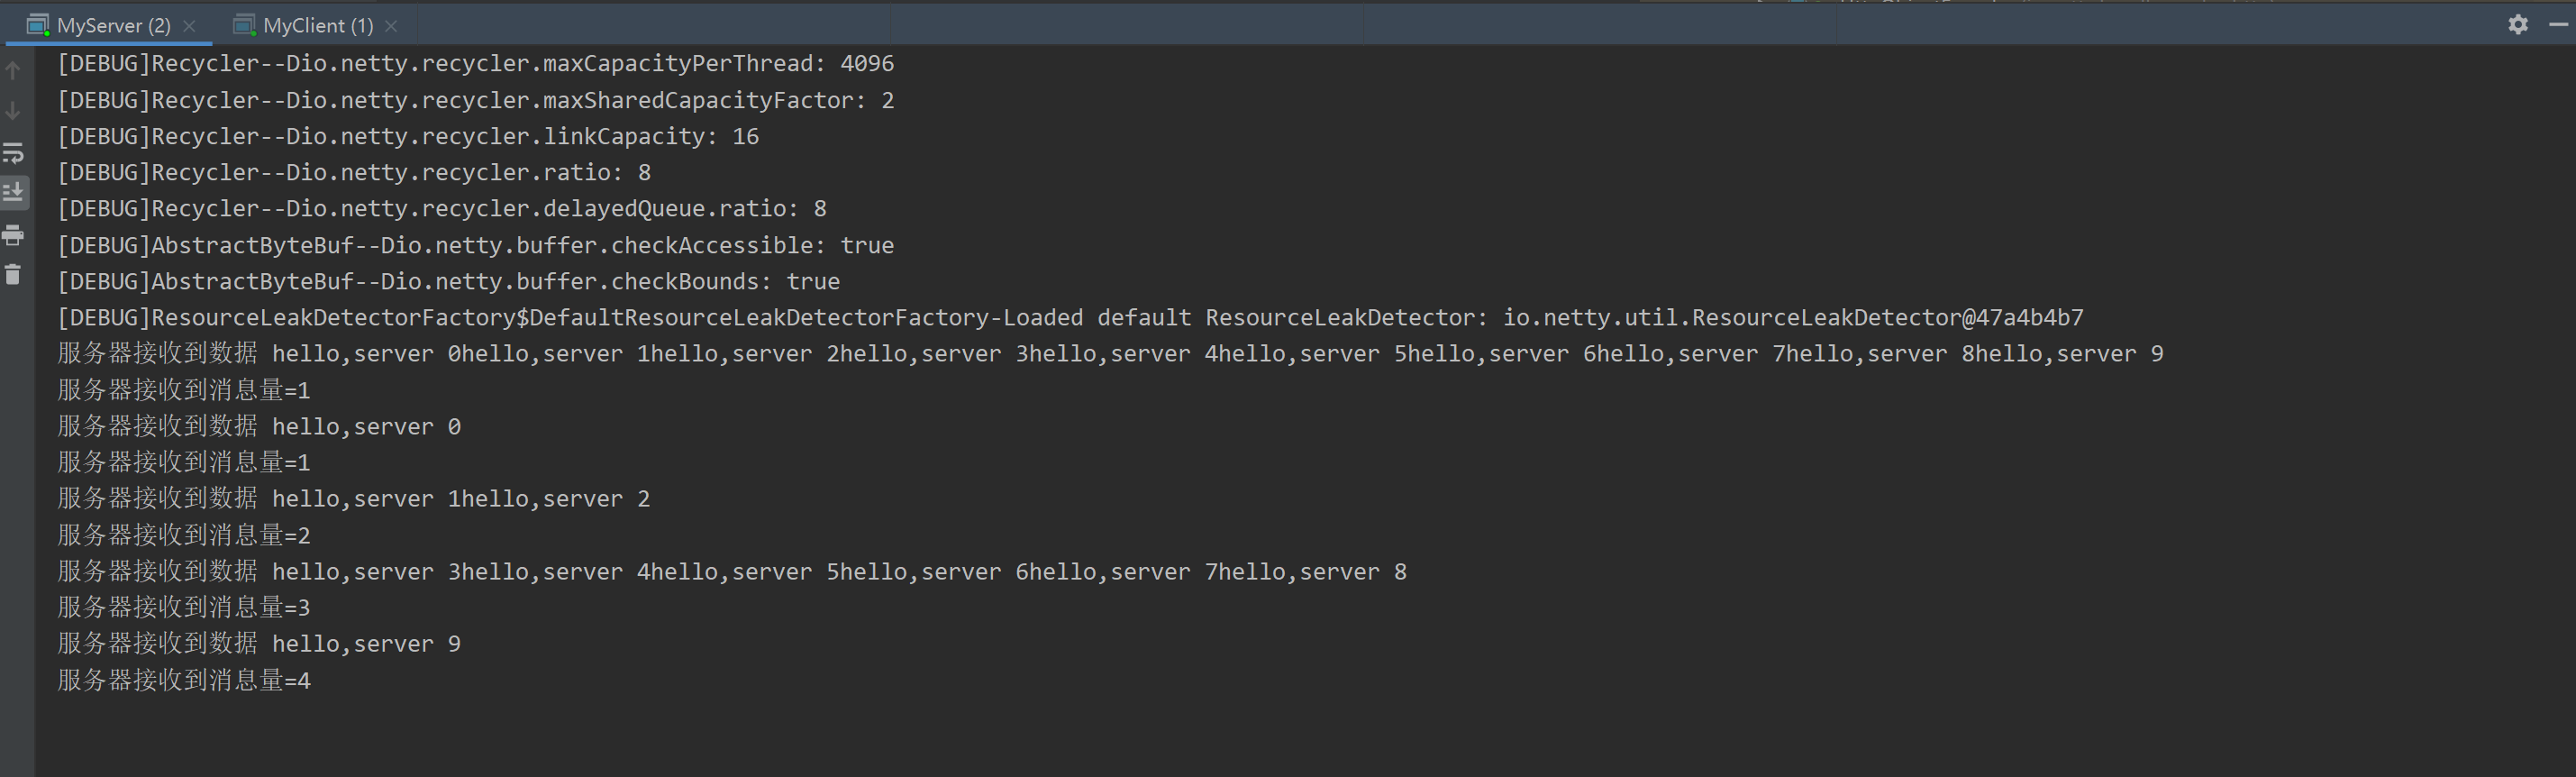 MyServer (2) MyClient (1)
[DEBUG]Recycler--Dio.netty.recycler.maxCapacityPerThread: 4096
[DEBUG]Recycler--Dio.netty.recycler.maxSharedCapacityFactor: 2
[DEBUG]Recycler--Dio.netty.recycler.linkCapacity: 16
[DEBUG]Recycler--Dio.netty.recycler.ratio: 8
[DEBUG]Recycler--Dio.netty.recycler.delayedQueue.ratio: 8
[DEBUG]AbstractByteBuf--Dio.netty.buffer.checkAccessible: true
[DEBUG]AbstractByteBuf--Dio.netty.buffer.checkBounds: true
[DEBUG]ResourceLeakDetectorFactory$DefaultResourceLeakDetectorFactory-Loaded default ResourceLeakDetector: io.netty.util.ResourceLeakDetector@47a4b4b7
服务器接收到数据 hello,server 0hello,server 1hello,server 2hello,server 3hello,server 4hello,server 5hello,server 6hello,server 7hello,server 8hello,server 9
服务器接收到消息量=1
服务器接收到数据 hello,server 0
服务器接收到消息量=1
服务器接收到数据 hello,server 1hello,server 2
服务器接收到消息量=2
服务器接收到数据 hello,server 3hello,server 4hello,server 5hello,server 6hello,server 7hello,server 8
服务器接收到消息量=3
服务器接收到数据 hello,server 9
服务器接收到消息量=4